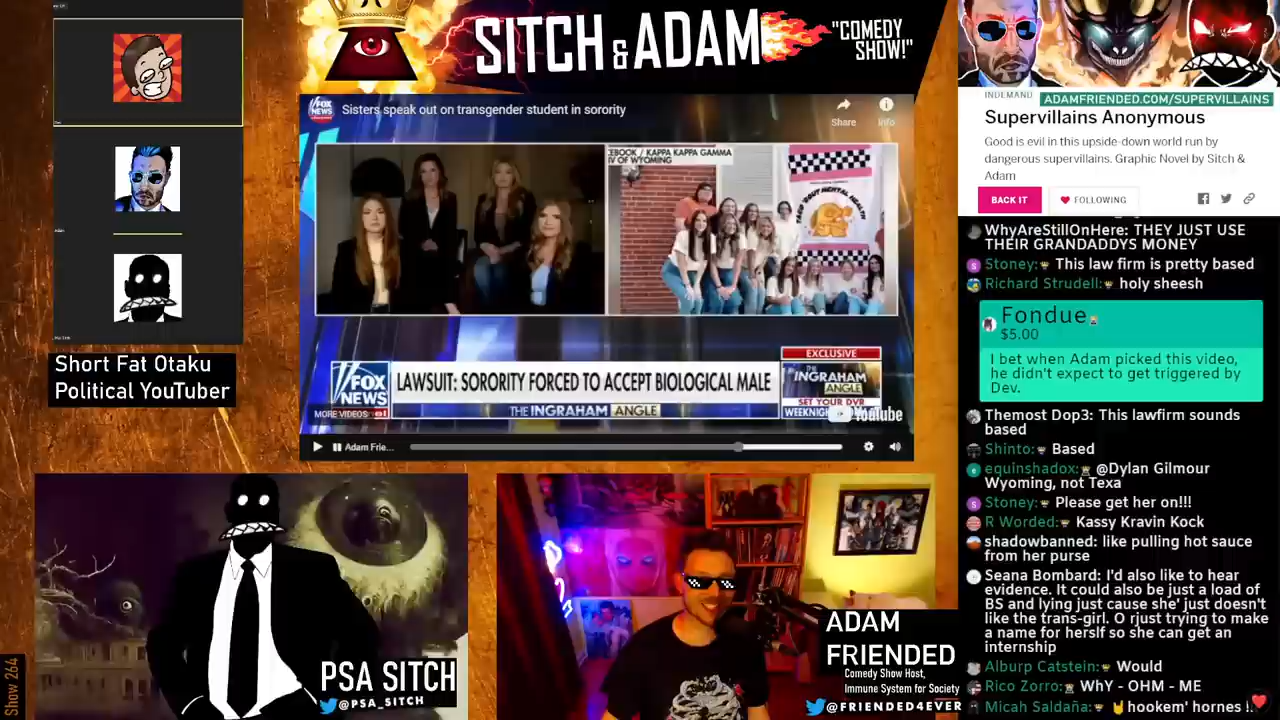 SITCH & ADAM
"COMEDY
SHOW!"
INDEMAND
ADAMFRIENDED.COM/SUPERVILLAINS
Supervillains Anonymous
Good is evil in this upside-down world run by
dangerous supervillains. Graphic Novel by Sitch &
Adam
BACK IT
FOLLOWING
FOX
NEWS
Sisters speak out on transgender student in sorority
Share
Info
EBOOK / KAPPA KAPPA GAMMA
IV OF WYOMING
EXCLUSIVE
FOX
NEWS
LAWSUIT: SORORITY FORCED TO ACCEPT BIOLOGICAL MALE
THE INGRAHAM ANGLE
THE
INGRAHAM
ANGLE
SET YOUR DVR
WEEKNIGH
MORE VIDEOS
YouTube
Adam Frie...
Short Fat Otaku
Political YouTuber
WhyAreStillOnHere: THEY JUST USE
THEIR GRANDADDYS MONEY
Stoney: This law firm is pretty based
Richard Strudell: holy sheesh
Fondue
$5.00
I bet when Adam picked this video,
he didn't expect to get triggered by
Dev.
Themost Dop3: This lawfirm sounds
based
Shinto: Based
equinshadox: @Dylan Gilmour
Wyoming, not Texa
Stoney: Please get her on!!!
R Worded: Kassy Kravin Kock
shadowbanned: like pulling hot sauce
from her purse
Seana Bombard: I'd also like to hear
evidence. It could also be just a load of
BS and lying just cause she' just doesn't
like the trans-girl. O rjust trying to make
a name for herslf so she can get an
internship
Alburp Catstein: Would
Rico Zorro: WhY - OHM - ME
Micah Saldaña: hookem' hornes !!
Show 264
PSA SITCH
@PSA_SITCH
ADAM
FRIENDED
Comedy Show Host,
Immune System for Society
@FRIENDED4EVER